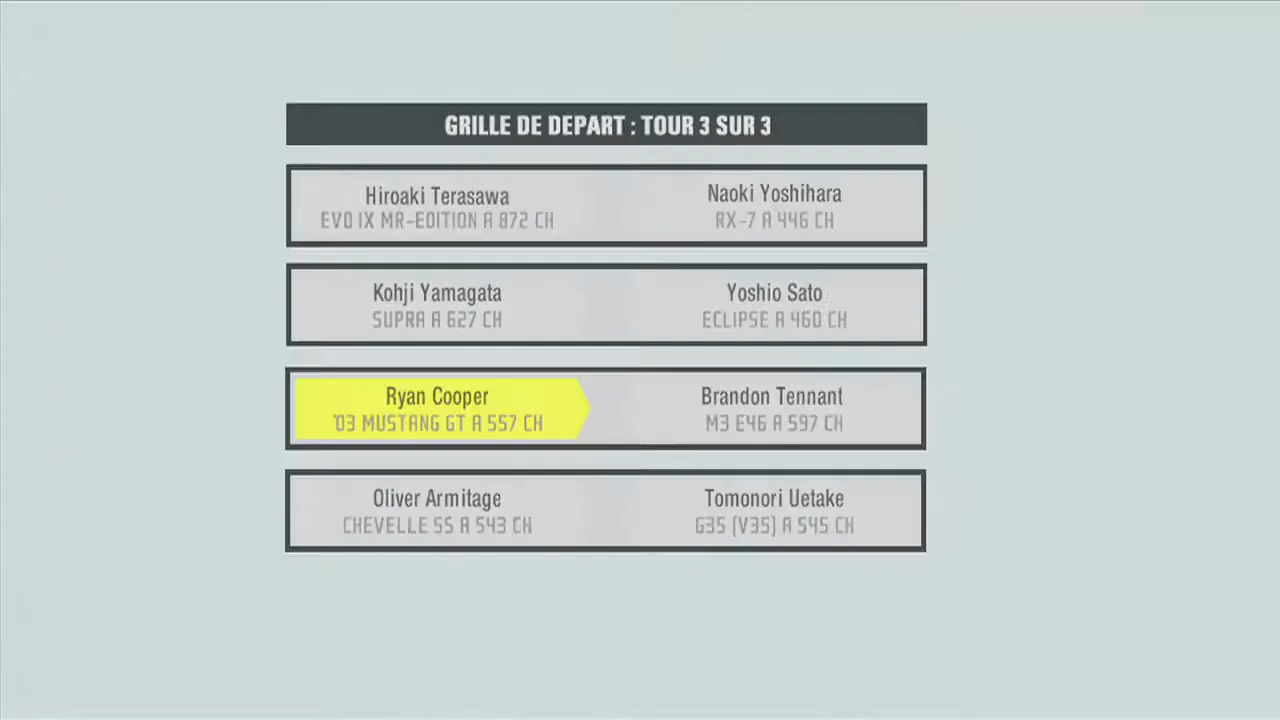 GRILLE DE DEPART : TOUR 3 SUR 3
Hiroaki Terasawa
EVO IX MR-EDITION A 872 CH
Naoki Yoshihara
RX-7 A 446 CH
Kohji Yamagata
SUPRA A 627 CH
Yoshio Sato
ECLIPSE A 460 CH
Ryan Cooper
'03 MUSTANG GT A 557 CH
Brandon Tennant
M3 E46 A 597 CH
Oliver Armitage
CHEVELLE SS A 543 CH
Tomonori Uetake
G35 (V35) A 545 CH